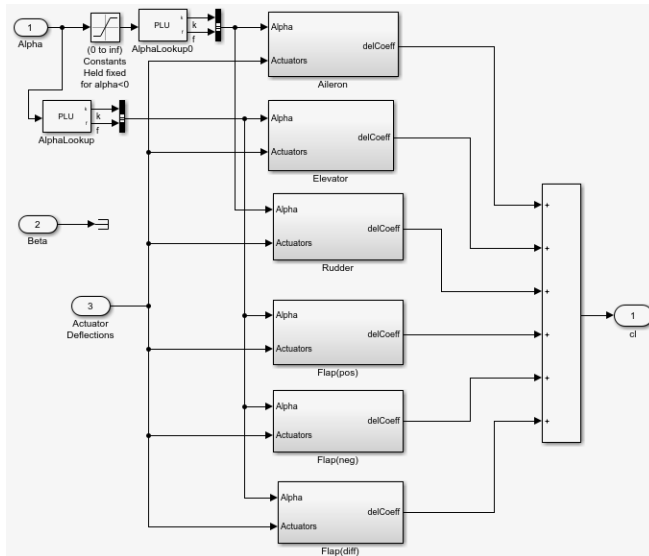 1
Alpha
(0 to inf)
Constants
Held fixed
for alpha<0
PLU
k
f
AlphaLookup0
k
f
PLU
k
f
AlphaLookup
k
f
Alpha
Actuators
delCoeff
Aileron
Alpha
Actuators
delCoeff
Elevator
2
Beta
Alpha
Actuators
delCoeff
Rudder
3
Actuator
Deflections
Alpha
Actuators
delCoeff
Flap(pos)
Alpha
Actuators
delCoeff
Flap(neg)
Alpha
Actuators
delCoeff
Flap(diff)
+
+
+
+
+
+
1
cl